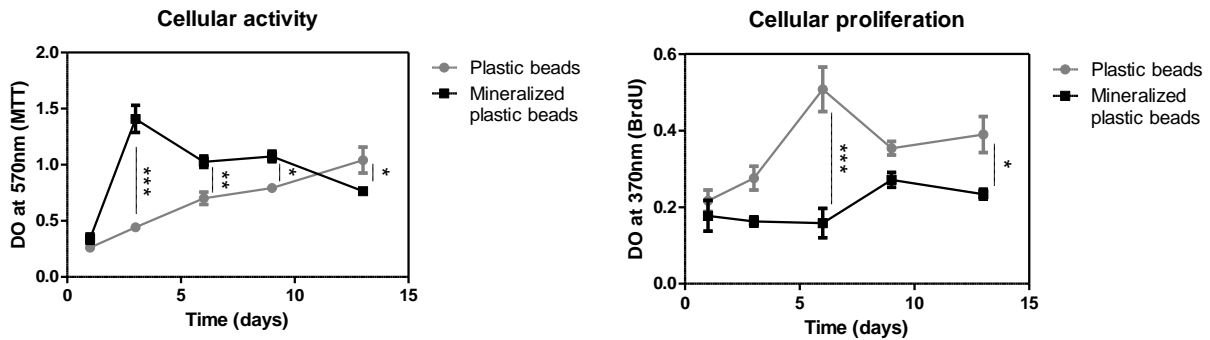 Cellular activity
DO at 570nm (MTT)
2.0
1.5
1.0
0.5
0.0
***
**
*
*
0
5
10
15
Time (days)
Plastic beads
Mineralized
plastic beads
Cellular proliferation
DO at 370nm (BrdU)
0.6
0.4
0.2
0.0
***
*
0
5
10
15
Time (days)
Plastic beads
Mineralized
plastic beads